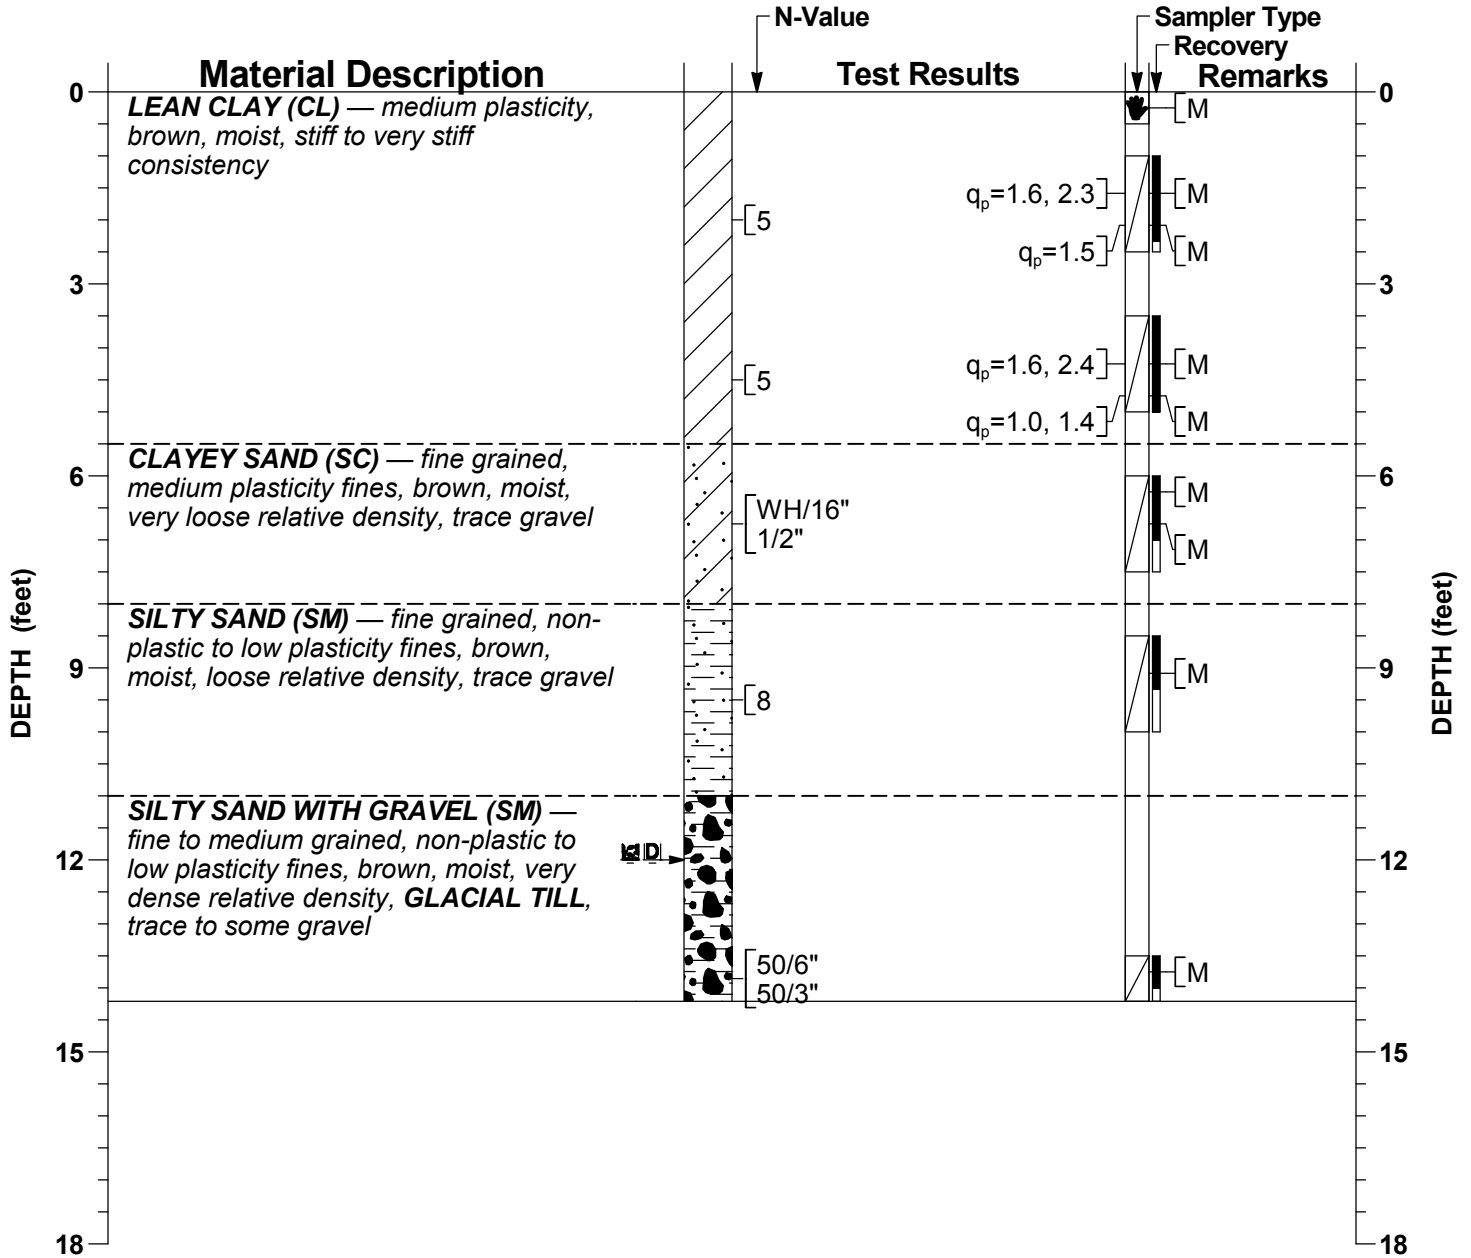 N-Value
Sampler Type
Recovery
Material Description
Test Results
Remarks
0
0
LEAN CLAY (CL) — medium plasticity,
brown, moist, stiff to very stiff
consistency
M
qp=1.6, 2.3
M
5
qp=1.5
M
3
3
qp=1.6, 2.4
M
5
qp=1.0, 1.4
M
CLAYEY SAND (SC) — fine grained,
medium plasticity fines, brown, moist,
very loose relative density, trace gravel
6
6
M
WH/16"
1/2"
M
DEPTH (feet)
DEPTH (feet)
SILTY SAND (SM) — fine grained, non-
plastic to low plasticity fines, brown,
moist, loose relative density, trace gravel
9
9
M
8
SILTY SAND WITH GRAVEL (SM) —
fine to medium grained, non-plastic to
low plasticity fines, brown, moist, very
dense relative density, GLACIAL TILL,
trace to some gravel
12
12
50/6"
50/3"
M
15
15
18
18